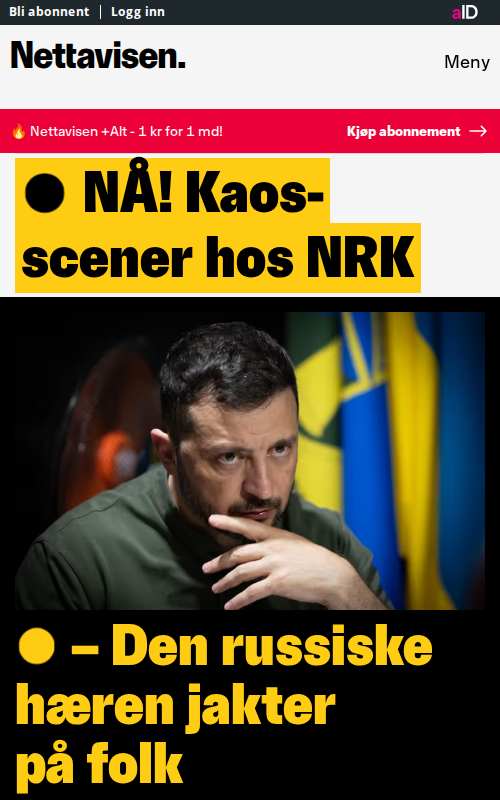 Bli abonnent | Logg inn
aID
Nettavisen.
Meny
🔥 Nettavisen +Alt - 1 kr for 1 md!
Kjøp abonnement →
● NÅ! Kaos-
scener hos NRK
● – Den russiske
hæren jakter
på folk